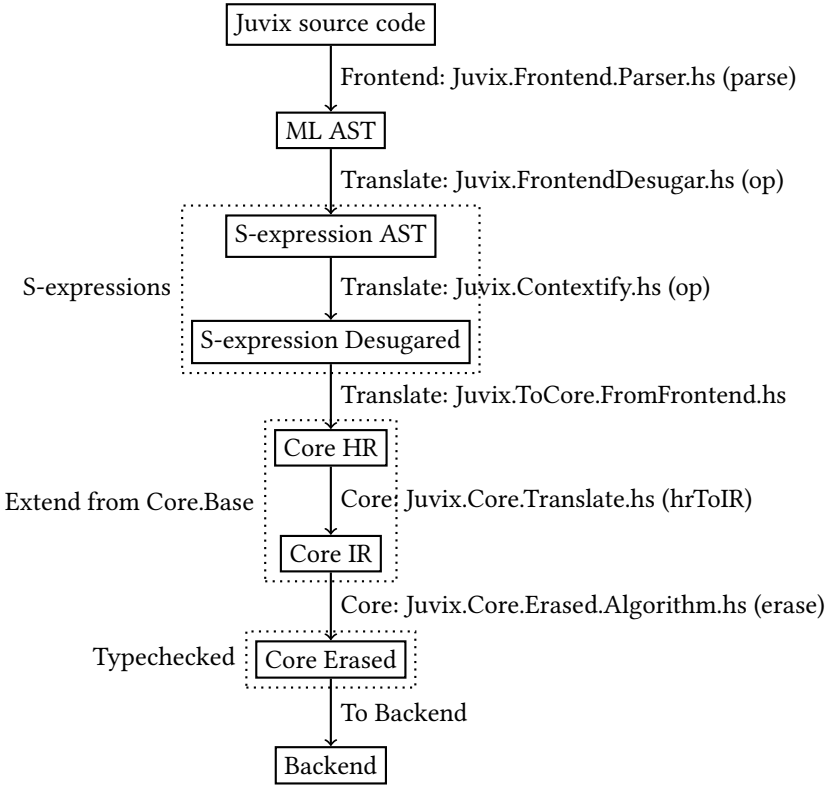 Juvix source code
Frontend: Juvix.Frontend.Parser.hs (parse)
ML AST
Translate: Juvix.FrontendDesugar.hs (op)
S-expression AST
S-expressions
Translate: Juvix.Contextify.hs (op)
S-expression Desugared
Translate: Juvix.ToCore.FromFrontend.hs
Core HR
Extend from Core.Base
Core: Juvix.Core.Translate.hs (hrToIR)
Core IR
Core: Juvix.Core.Erased.Algorithm.hs (erase)
Typechecked
Core Erased
To Backend
Backend